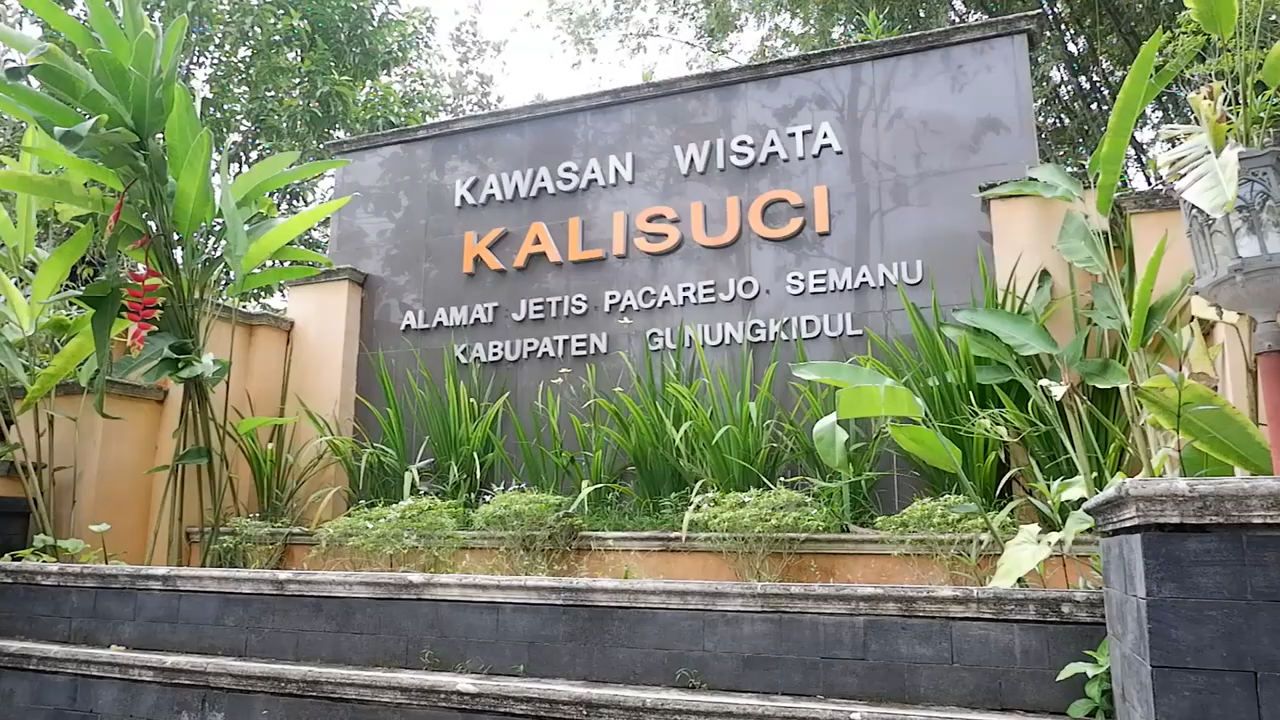 KAWASAN WISATA
KALISUCI
ALAMAT JETIS PACAREJO. SEMANU
KABUPATEN GUNUNGKIDUL